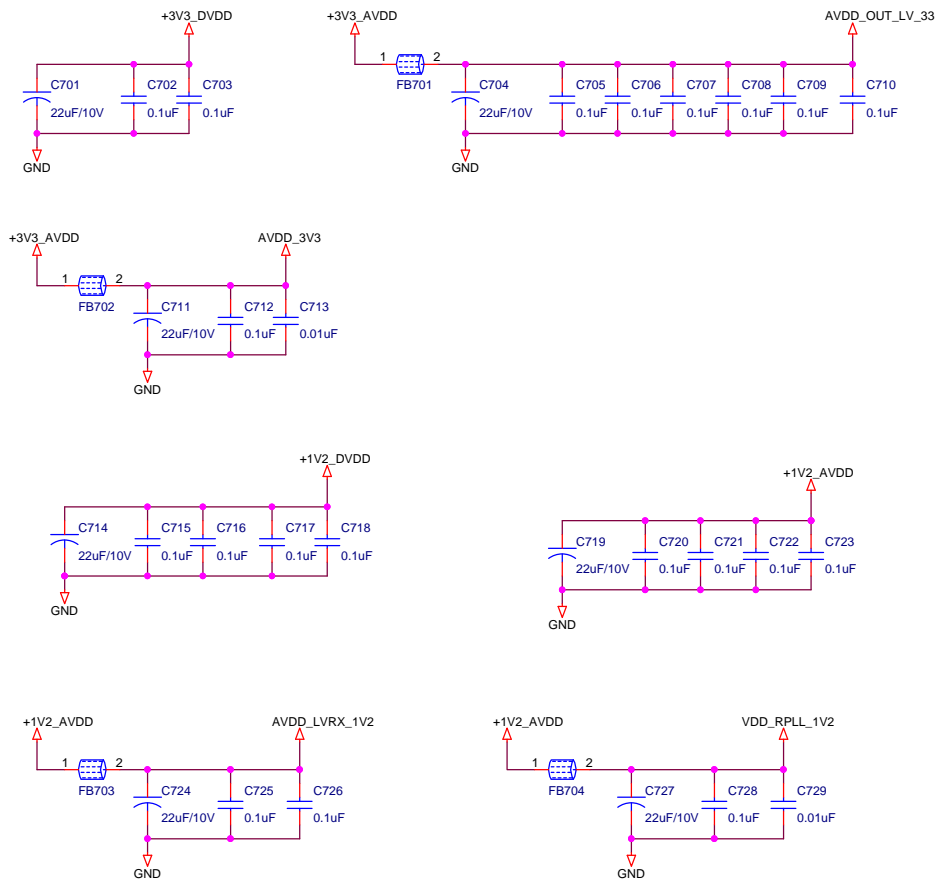 +3V3_DVDD
C701 C702 C703
22uF/10V 0.1uF 0.1uF
GND
+3V3_AVDD AVDD_OUT_LV_33
1 2
FB701 C704 C705 C706 C707 C708 C709 C710
22uF/10V 0.1uF 0.1uF 0.1uF 0.1uF 0.1uF 0.1uF
GND
+3V3_AVDD AVDD_3V3
1 2
FB702 C711 C712 C713
22uF/10V 0.1uF 0.01uF
GND
+1V2_DVDD
C714 C715 C716 C717 C718
22uF/10V 0.1uF 0.1uF 0.1uF 0.1uF
GND
+1V2_AVDD
C719 C720 C721 C722 C723
22uF/10V 0.1uF 0.1uF 0.1uF 0.1uF
GND
+1V2_AVDD AVDD_LVRX_1V2
1 2
FB703 C724 C725 C726
22uF/10V 0.1uF 0.1uF
GND
+1V2_AVDD VDD_RPLL_1V2
1 2
FB704 C727 C728 C729
22uF/10V 0.1uF 0.01uF
GND